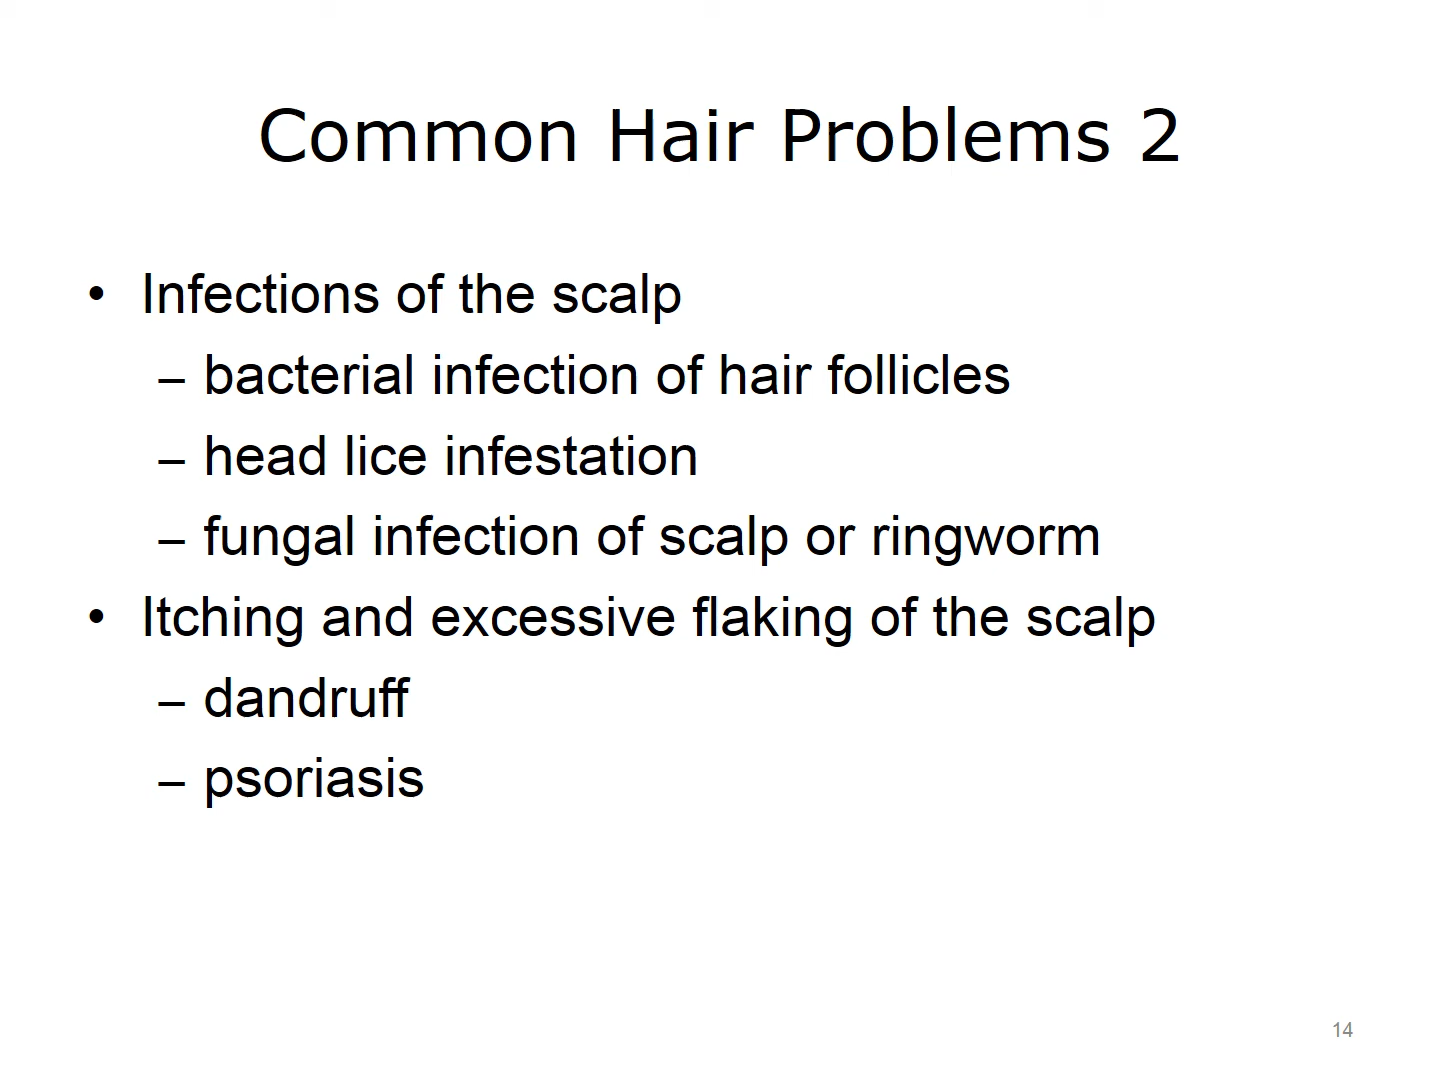 Common Hair Problems 2
• Infections of the scalp
– bacterial infection of hair follicles
– head lice infestation
– fungal infection of scalp or ringworm
• Itching and excessive flaking of the scalp
– dandruff
– psoriasis
14